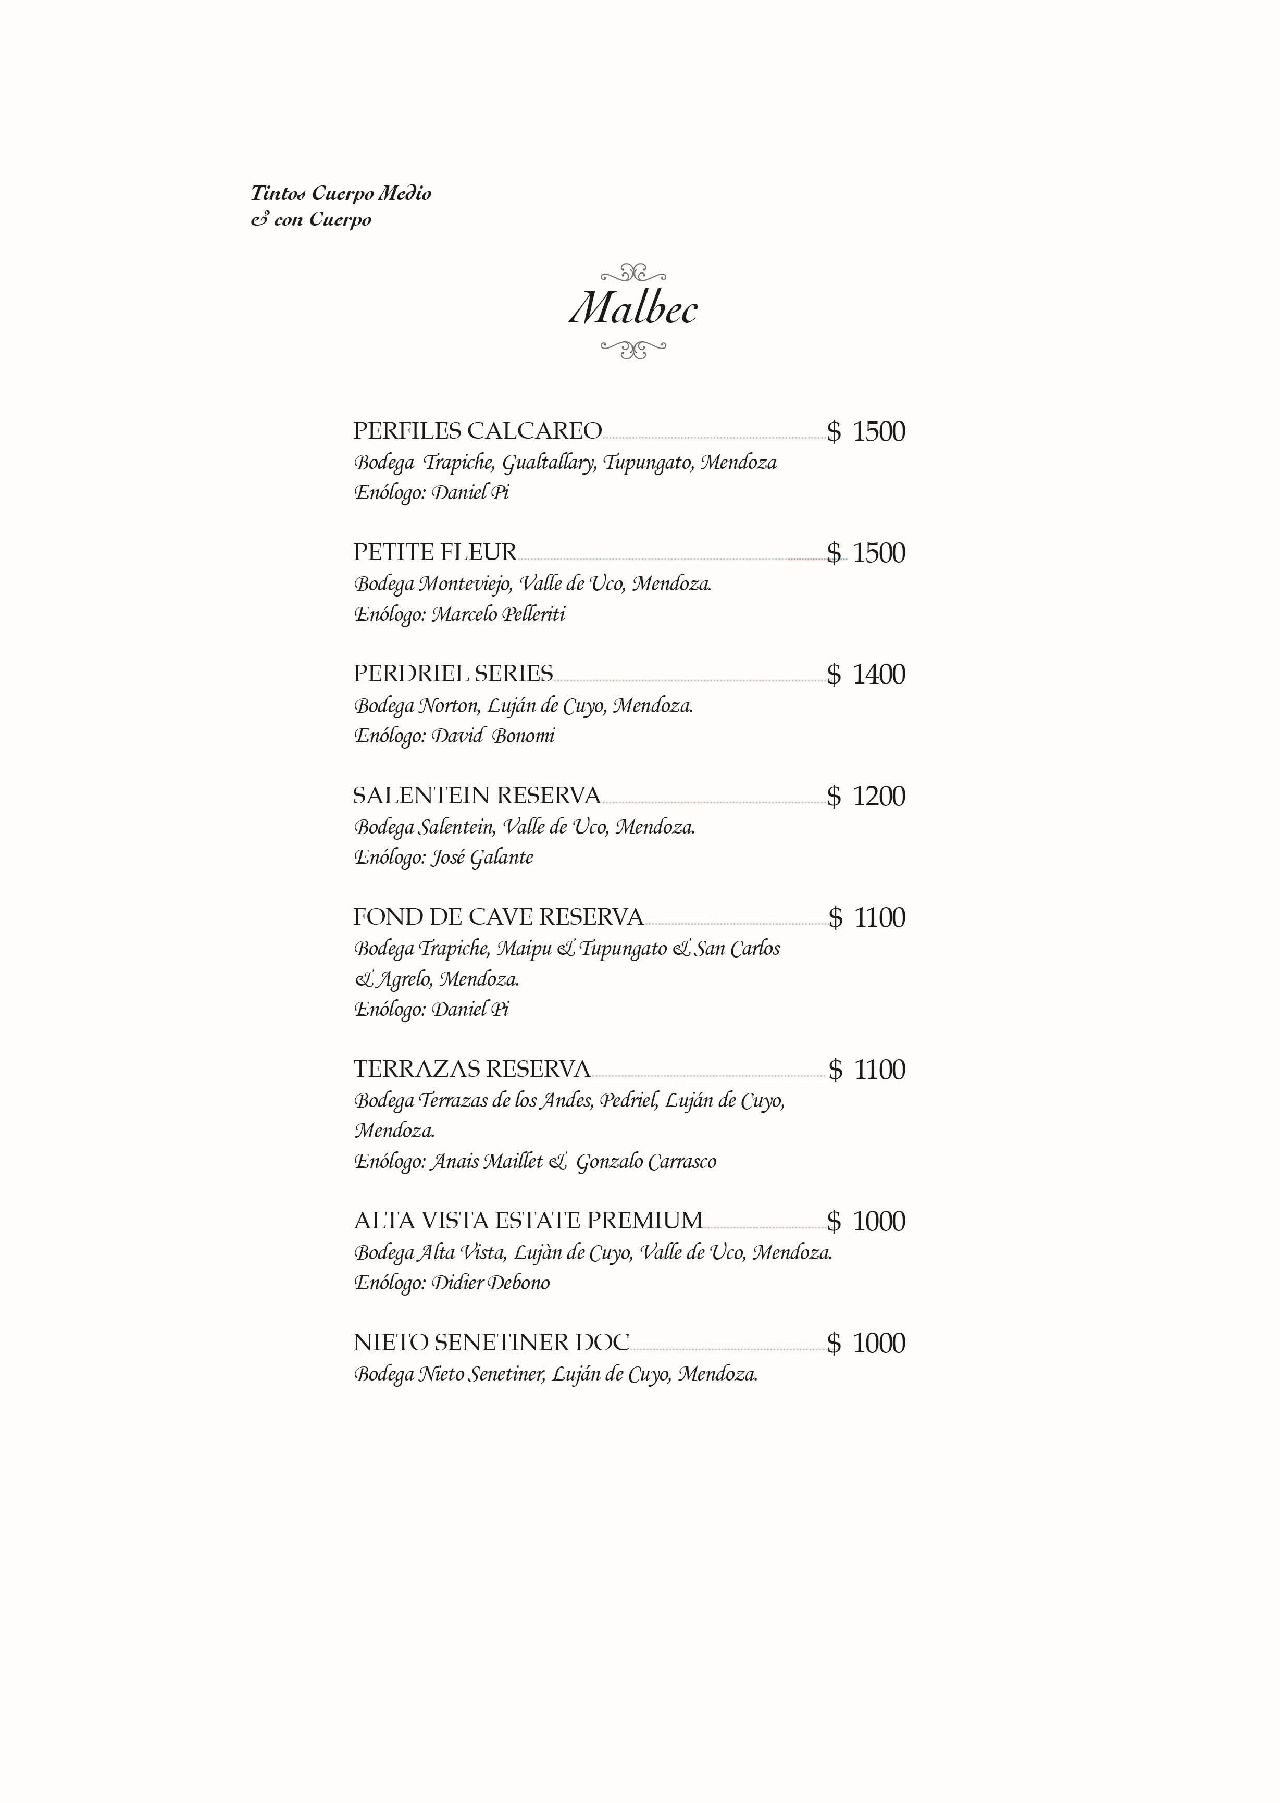 Tintos Cuerpo Medio
& con Cuerpo
Malbec
PERFILES CALCAREO $ 1500
Bodega Trapiche, Gualtallary, Tupungato, Mendoza
Enólogo: Daniel Pi
PETITE FLEUR $ 1500
Bodega Monteviejo, Valle de Uco, Mendoza.
Enólogo: Marcelo Pelleriti
PERDRIEL SERIES $ 1400
Bodega Norton, Luján de Cuyo, Mendoza.
Enólogo: David Bonomi
SALENTEIN RESERVA $ 1200
Bodega Salentein, Valle de Uco, Mendoza.
Enólogo: José Galante
FOND DE CAVE RESERVA $ 1100
Bodega Trapiche, Maipu & Tupungato & San Carlos
& Agrelo, Mendoza.
Enólogo: Daniel Pi
TERRAZAS RESERVA $ 1100
Bodega Terrazas de los Andes, Pedriel, Luján de Cuyo,
Mendoza.
Enólogo: Anais Maillet & Gonzalo Carrasco
ALTA VISTA ESTATE PREMIUM $ 1000
Bodega Alta Vista, Lujàn de Cuyo, Valle de Uco, Mendoza.
Enólogo: Didier Debono
NIETO SENETINER DOC $ 1000
Bodega Nieto Senetiner, Luján de Cuyo, Mendoza.